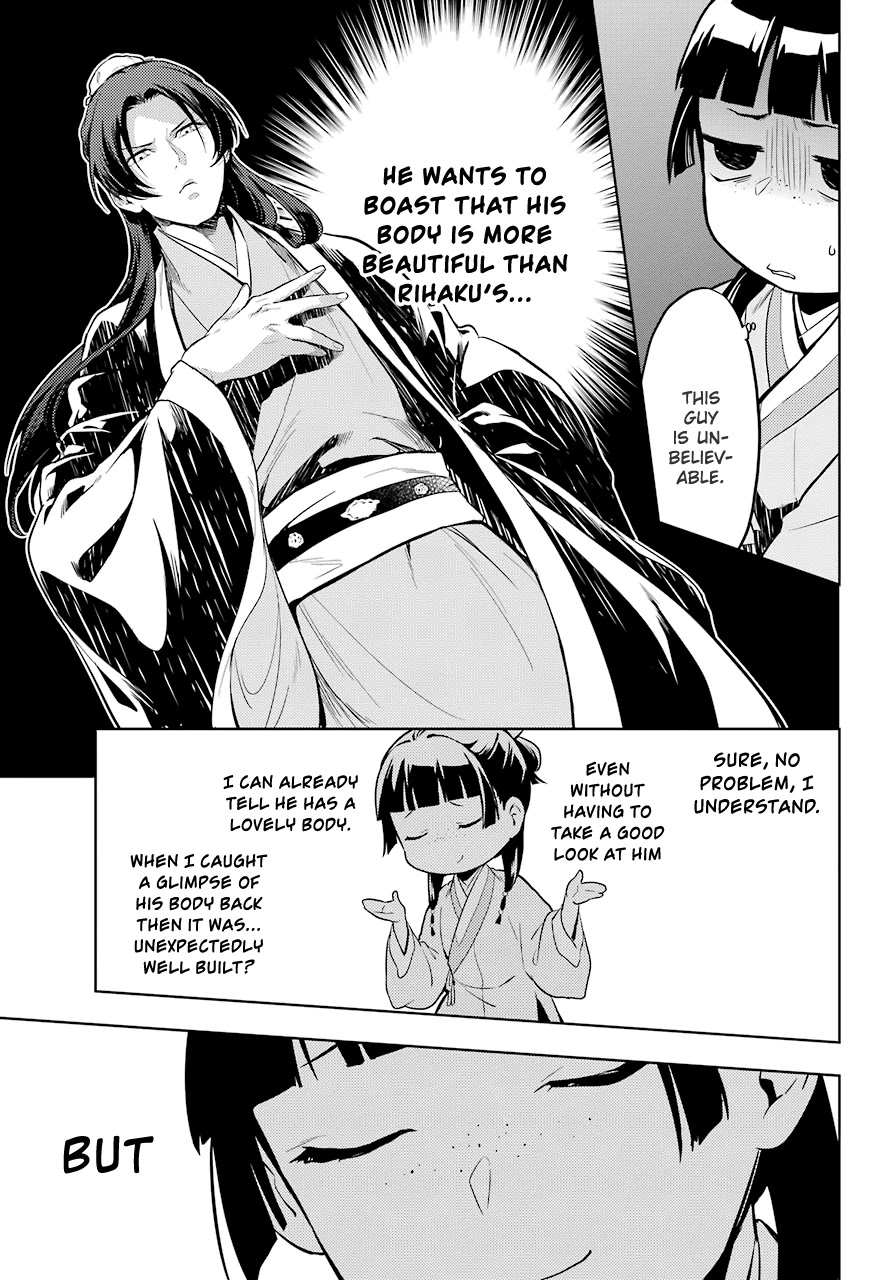 THIS
GUY
IS UN-
BELIEV-
ABLE.
HE WANTS TO
BOAST THAT HIS
BODY IS MORE
BEAUTIFUL THAN
RIHAKU'S...
SURE, NO
PROBLEM, I
UNDERSTAND.
EVEN
WITHOUT
HAVING TO
TAKE A GOOD
LOOK AT HIM
I CAN ALREADY
TELL HE HAS A
LOVELY BODY.
WHEN I CAUGHT
A GLIMPSE OF
HIS BODY BACK
THEN IT WAS...
UNEXPECTEDLY
WELL BUILT?
BUT